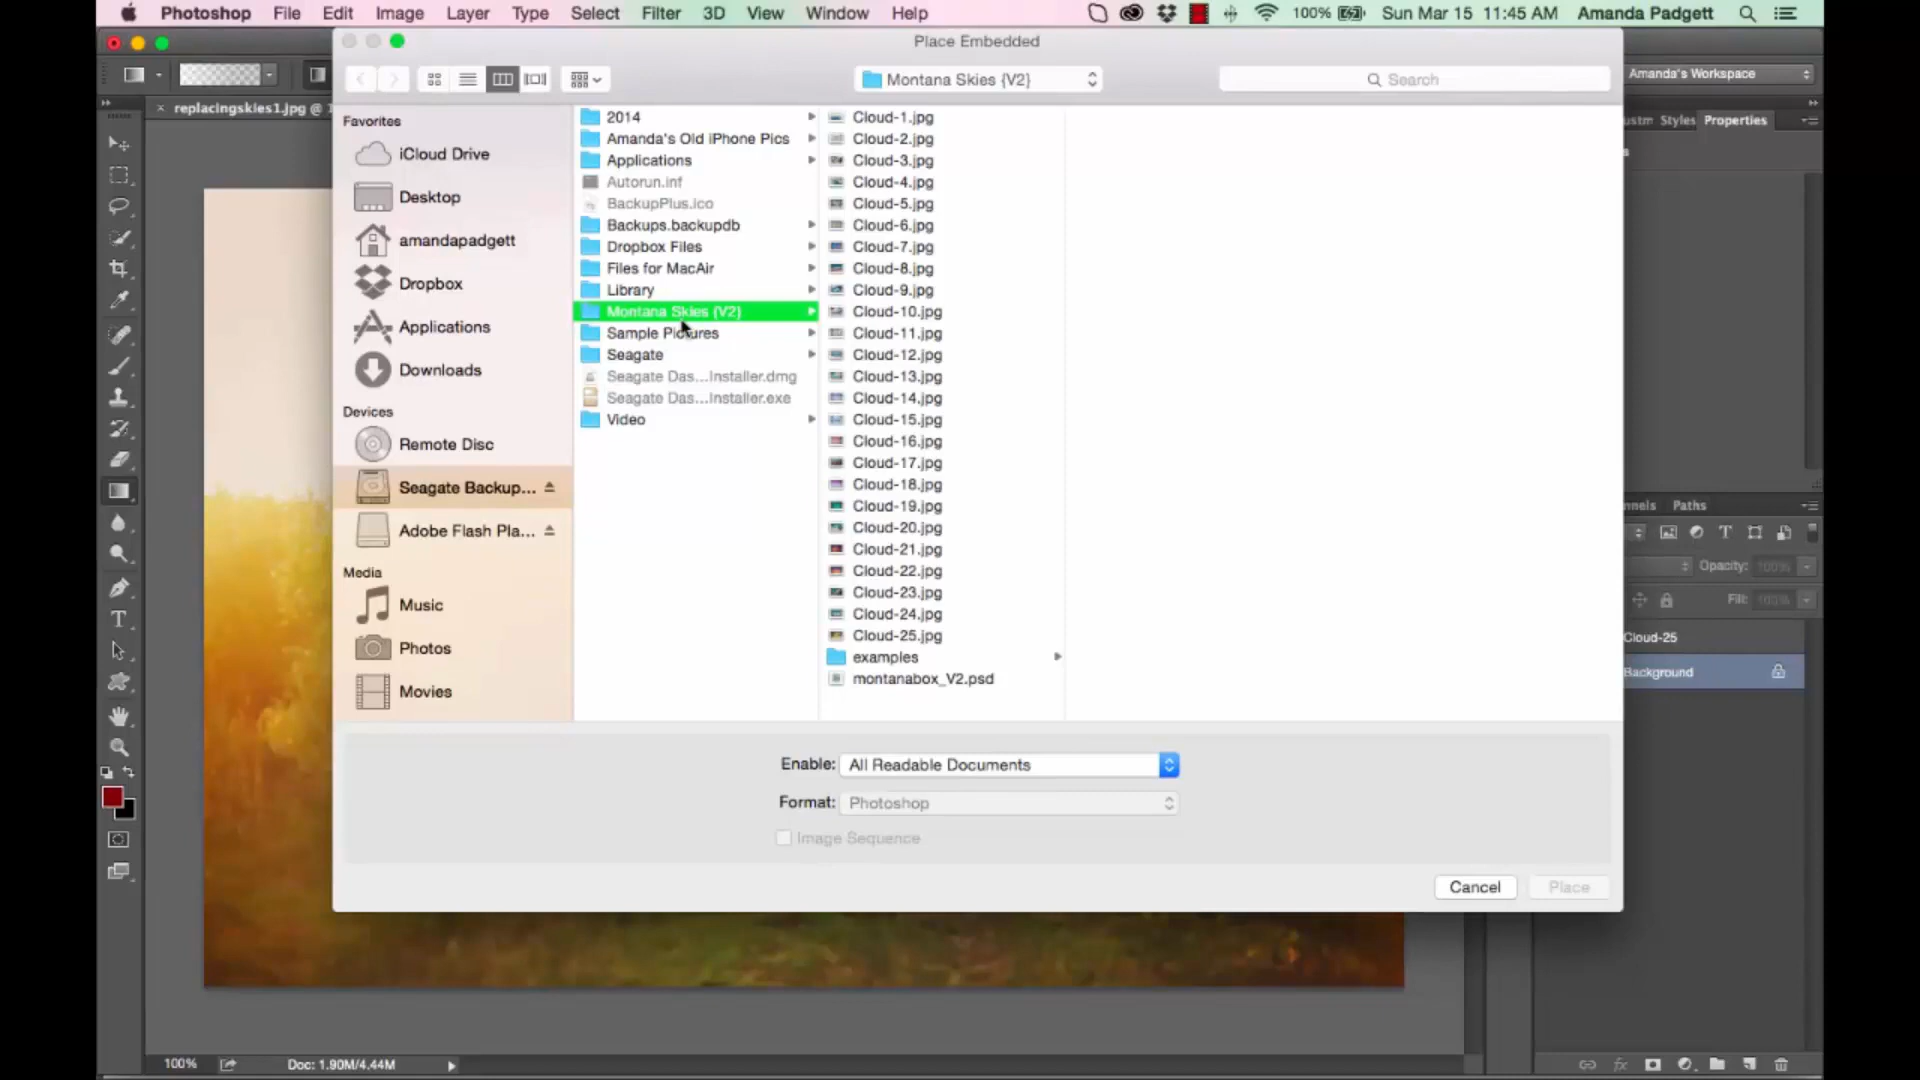 Photoshop File Edit Image Layer Type Select Filter 3D View Window Help 100% Sun Mar 15 11:45 AM Amanda Padgett
Place Embedded
Montana Skies {V2}
Search
Amanda's Workspace
replacingskies1.jpg @
Styles Properties
Favorites
iCloud Drive
Desktop
amandapadgett
Dropbox
Applications
Downloads
Devices
Remote Disc
Seagate Backup...
Adobe Flash Pla...
Media
Music
Photos
Movies
2014
Amanda's Old iPhone Pics
Applications
Autorun.inf
BackupPlus.ico
Backups.backupdb
Dropbox Files
Files for MacAir
Library
Montana Skies {V2}
Sample Pictures
Seagate
Seagate Das...Installer.dmg
Seagate Das...Installer.exe
Video
Cloud-1.jpg
Cloud-2.jpg
Cloud-3.jpg
Cloud-4.jpg
Cloud-5.jpg
Cloud-6.jpg
Cloud-7.jpg
Cloud-8.jpg
Cloud-9.jpg
Cloud-10.jpg
Cloud-11.jpg
Cloud-12.jpg
Cloud-13.jpg
Cloud-14.jpg
Cloud-15.jpg
Cloud-16.jpg
Cloud-17.jpg
Cloud-18.jpg
Cloud-19.jpg
Cloud-20.jpg
Cloud-21.jpg
Cloud-22.jpg
Cloud-23.jpg
Cloud-24.jpg
Cloud-25.jpg
examples
montanabox_V2.psd
Paths
Opacity: 100%
Fill: 100%
Cloud-25
Background
Enable: All Readable Documents
Format: Photoshop
Image Sequence
Cancel Place
100% Doc: 1.90M/4.44M